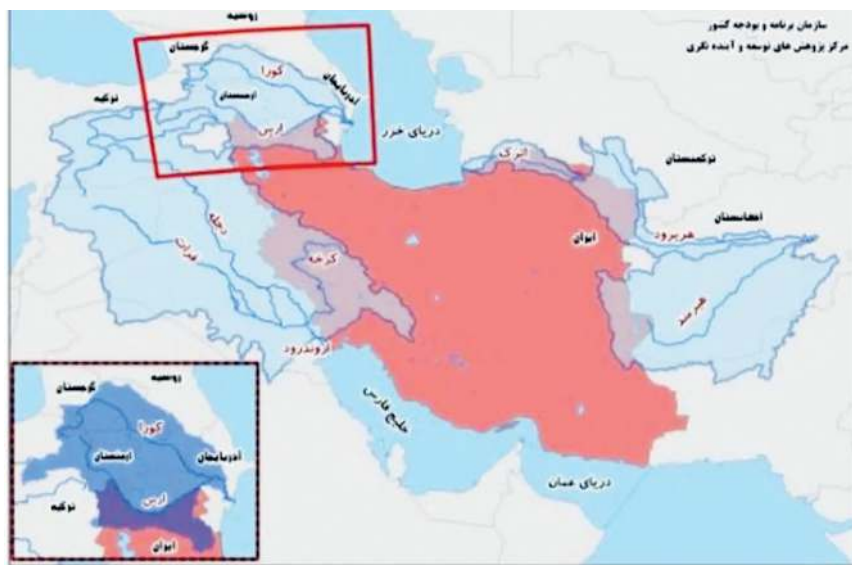 سازمان برنامه و بودجه کشور
مرکز پژوهش های توسعه و آینده نگری
روسیه
گرجستان
کورا
آذربایجان
ارمنستان
ترکیه
ارس
دریای خزر
اترک
ترکمنستان
افغانستان
هریرود
ایران
دجله
فرات
کرخه
هیرمند
اروندرود
خلیج فارس
دریای عمان
روسیه
گرجستان
کورا
آذربایجان
ارمنستان
ارس
ترکیه
ایران